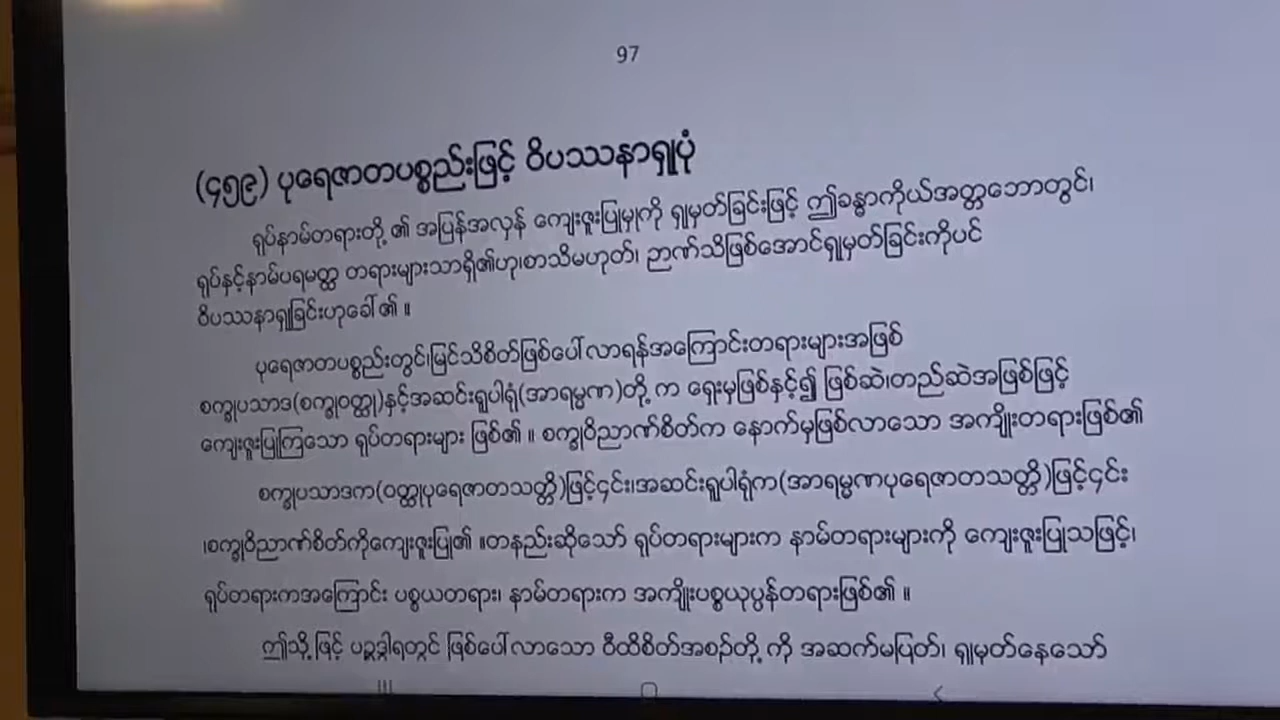 97
(၄၅၉) ပုရေဇာတပစ္စည်းဖြင့် ဝိပဿနာရှုပုံ
ရုပ်နာမ်တရားတို့ ၏ အပြန်အလှန် ကျေးဇူးပြုမှုကို ရှုမှတ်ခြင်းဖြင့် ဤခန္ဓာကိုယ်အတ္တဘောတွင်၊
ရုပ်နှင့်နာမ်ပရမတ္ထ တရားများသာရှိ၏ဟု၊စာသိမဟုတ်၊ ဉာဏ်သိဖြစ်အောင်ရှုမှတ်ခြင်းကိုပင်
ဝိပဿနာရှုခြင်းဟုခေါ်၏ ။
ပုရေဇာတပစ္စည်းတွင်၊မြင်သိစိတ်ဖြစ်ပေါ်လာရန်အကြောင်းတရားများအဖြစ်
စက္ခုပသာဒ(စက္ခုဝတ္ထု)နှင့်အဆင်းရူပါရုံ(အာရမ္မဏ)တို့ က ရှေးမှဖြစ်နှင့်၍ ဖြစ်ဆဲ၊တည်ဆဲအဖြစ်ဖြင့်
ကျေးဇူးပြုကြသော ရုပ်တရားများ ဖြစ်၏ ။ စက္ခုဝိညာဏ်စိတ်က နောက်မှဖြစ်လာသော အကျိုးတရားဖြစ်၏
စက္ခုပသာဒက(ဝတ္ထုပုရေဇာတသတ္တိ)ဖြင့်၎င်း၊အဆင်းရူပါရုံက(အာရမ္မဏပုရေဇာတသတ္တိ)ဖြင့်၎င်း
၊စက္ခုဝိညာဏ်စိတ်ကိုကျေးဇူးပြု၏ ။တနည်းဆိုသော် ရုပ်တရားများက နာမ်တရားများကို ကျေးဇူးပြုသဖြင့်၊
ရုပ်တရားကအကြောင်း ပစ္စယတရား၊ နာမ်တရားက အကျိုးပစ္စယုပ္ပန်တရားဖြစ်၏ ။
ဤသို့ ဖြင့် ပဉ္စဒွါရတွင် ဖြစ်ပေါ်လာသော ဝီထိစိတ်အစဉ်တို့ ကို အဆက်မပြတ်၊ ရှုမှတ်နေသော်